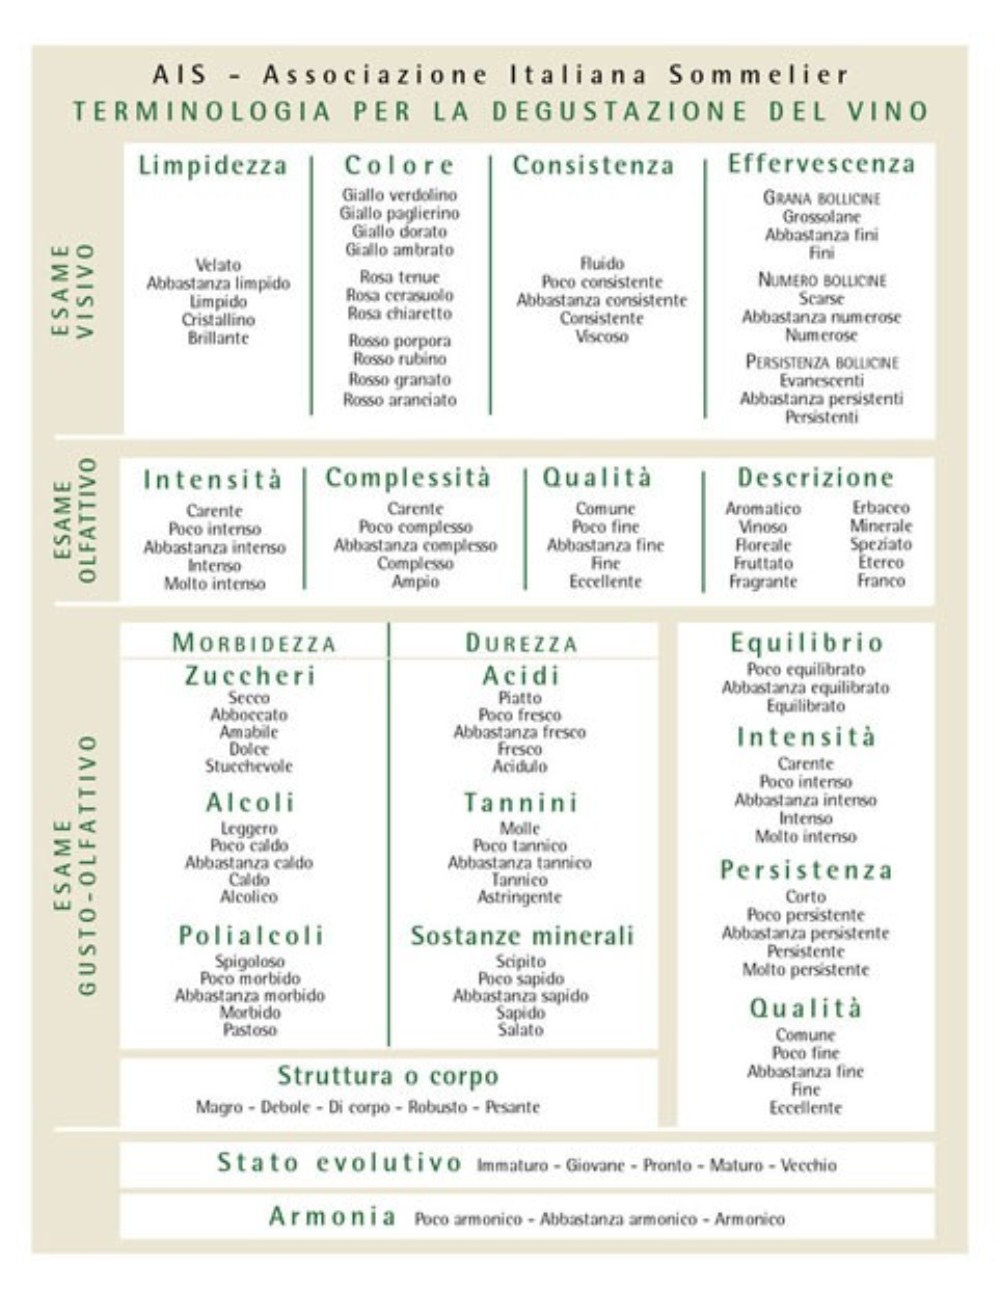 AIS - Associazione Italiana Sommelier
TERMINOLOGIA PER LA DEGUSTAZIONE DEL VINO
ESAME
VISIVO
Limpidezza
Velato
Abbastanza limpido
Limpido
Cristallino
Brillante
Colore
Giallo verdolino
Giallo paglierino
Giallo dorato
Giallo ambrato
Rosa tenue
Rosa cerasuolo
Rosa chiaretto
Rosso porpora
Rosso rubino
Rosso granato
Rosso aranciato
Consistenza
Fluido
Poco consistente
Abbastanza consistente
Consistente
Viscoso
Effervescenza
GRANA BOLLICINE
Grossolane
Abbastanza fini
Fini
NUMERO BOLLICINE
Scarse
Abbastanza numerose
Numerose
PERSISTENZA BOLLICINE
Evanescenti
Abbastanza persistenti
Persistenti
ESAME
OLFATTIVO
Intensità
Carente
Poco intenso
Abbastanza intenso
Intenso
Molto intenso
Complessità
Carente
Poco complesso
Abbastanza complesso
Complesso
Ampio
Qualità
Comune
Poco fine
Abbastanza fine
Fine
Eccellente
Descrizione
Aromatico
Vinoso
Floreale
Fruttato
Fragrante
Erbaceo
Minerale
Speziato
Etereo
Franco
ESAME
GUSTO-OLFATTIVO
MORBIDEZZA
Zuccheri
Secco
Abboccato
Amabile
Dolce
Stucchevole
Alcoli
Leggero
Poco caldo
Abbastanza caldo
Caldo
Alcolico
Polialcoli
Spigoloso
Poco morbido
Abbastanza morbido
Morbido
Pastoso
DUREZZA
Acidi
Piatto
Poco fresco
Abbastanza fresco
Fresco
Acidulo
Tannini
Molle
Poco tannico
Abbastanza tannico
Tannico
Astringente
Sostanze minerali
Scipito
Poco sapido
Abbastanza sapido
Sapido
Salato
Struttura o corpo
Magro - Debole - Di corpo - Robusto - Pesante
Equilibrio
Poco equilibrato
Abbastanza equilibrato
Equilibrato
Intensità
Carente
Poco intenso
Abbastanza intenso
Intenso
Molto intenso
Persistenza
Corto
Poco persistente
Abbastanza persistente
Persistente
Molto persistente
Qualità
Comune
Poco fine
Abbastanza fine
Fine
Eccellente
Stato evolutivo Immaturo - Giovane - Pronto - Maturo - Vecchio
Armonia Poco armonico - Abbastanza armonico - Armonico